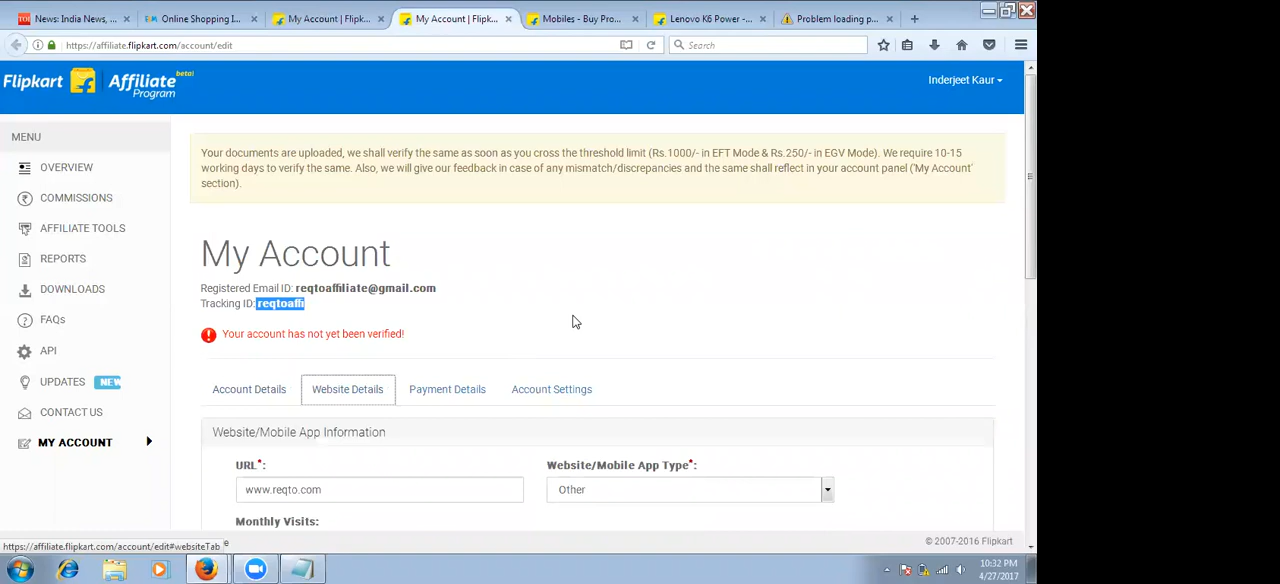 News: India News, ...
Online Shopping I...
My Account | Flipk...
My Account | Flipk...
Mobiles - Buy Pro...
Lenovo K6 Power -...
Problem loading p...
https://affiliate.flipkart.com/account/edit
Search
Flipkart Affiliate Program beta!
Inderjeet Kaur
MENU
OVERVIEW
COMMISSIONS
AFFILIATE TOOLS
REPORTS
DOWNLOADS
FAQs
API
UPDATES NEW
CONTACT US
MY ACCOUNT
Your documents are uploaded, we shall verify the same as soon as you cross the threshold limit (Rs.1000/- in EFT Mode & Rs.250/- in EGV Mode). We require 10-15
working days to verify the same. Also, we will give our feedback in case of any mismatch/discrepancies and the same shall reflect in your account panel ('My Account'
section).
My Account
Registered Email ID: reqtoaffiliate@gmail.com
Tracking ID: reqtoaffi
Your account has not yet been verified!
Account Details Website Details Payment Details Account Settings
Website/Mobile App Information
URL*: Website/Mobile App Type*:
www.reqto.com Other
Monthly Visits:
https://affiliate.flipkart.com/account/edit#websiteTab
© 2007-2016 Flipkart
10:32 PM
4/27/2017